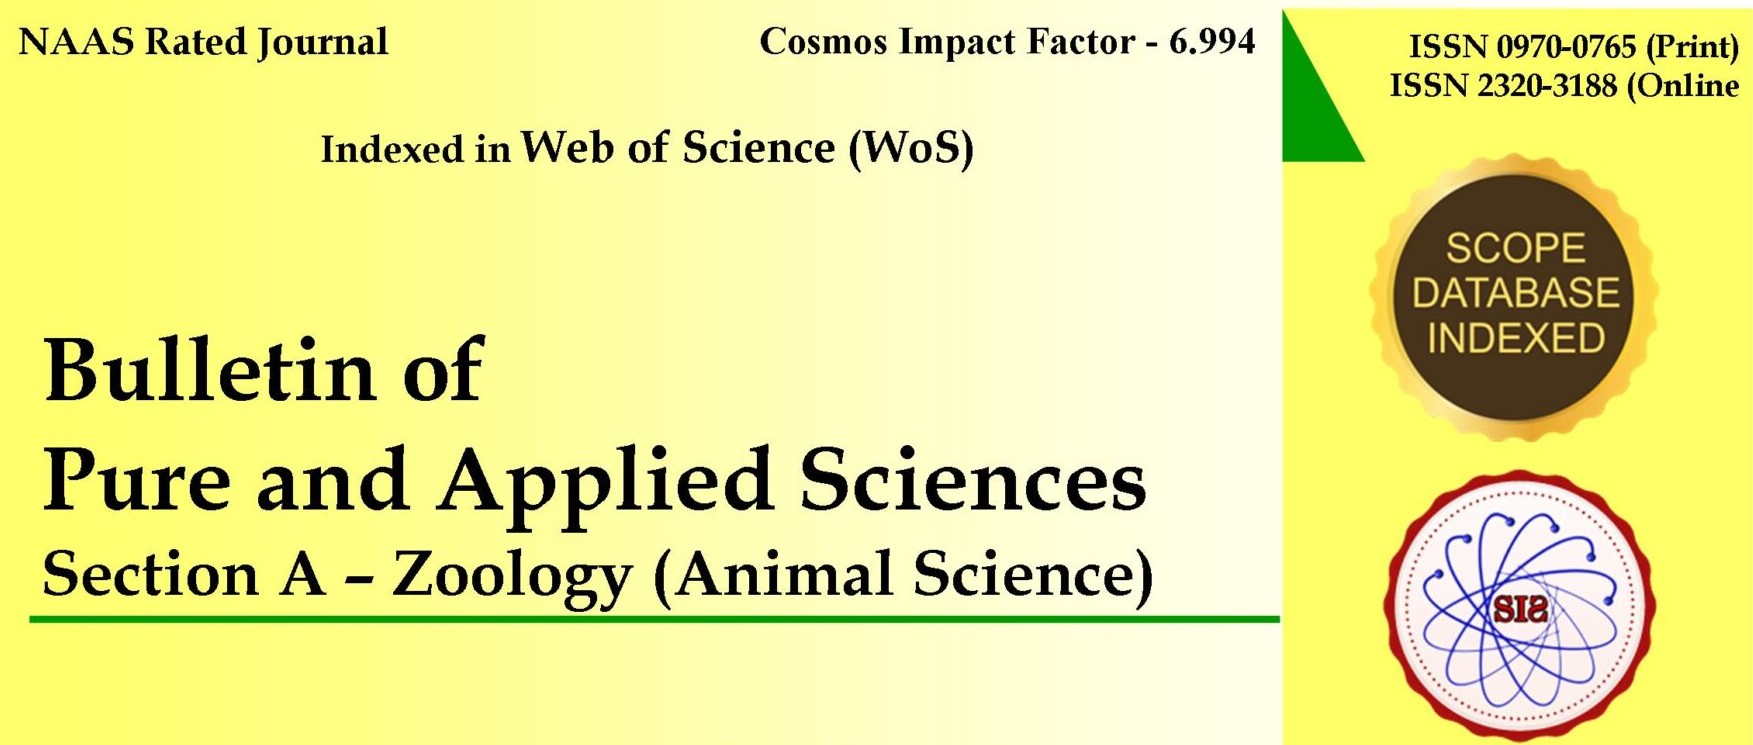 NAAS Rated Journal
Cosmos Impact Factor - 6.994
ISSN 0970-0765 (Print)
ISSN 2320-3188 (Online
Indexed in Web of Science (WoS)
SCOPE
DATABASE
INDEXED
Bulletin of
Pure and Applied Sciences
Section A – Zoology (Animal Science)
SIS